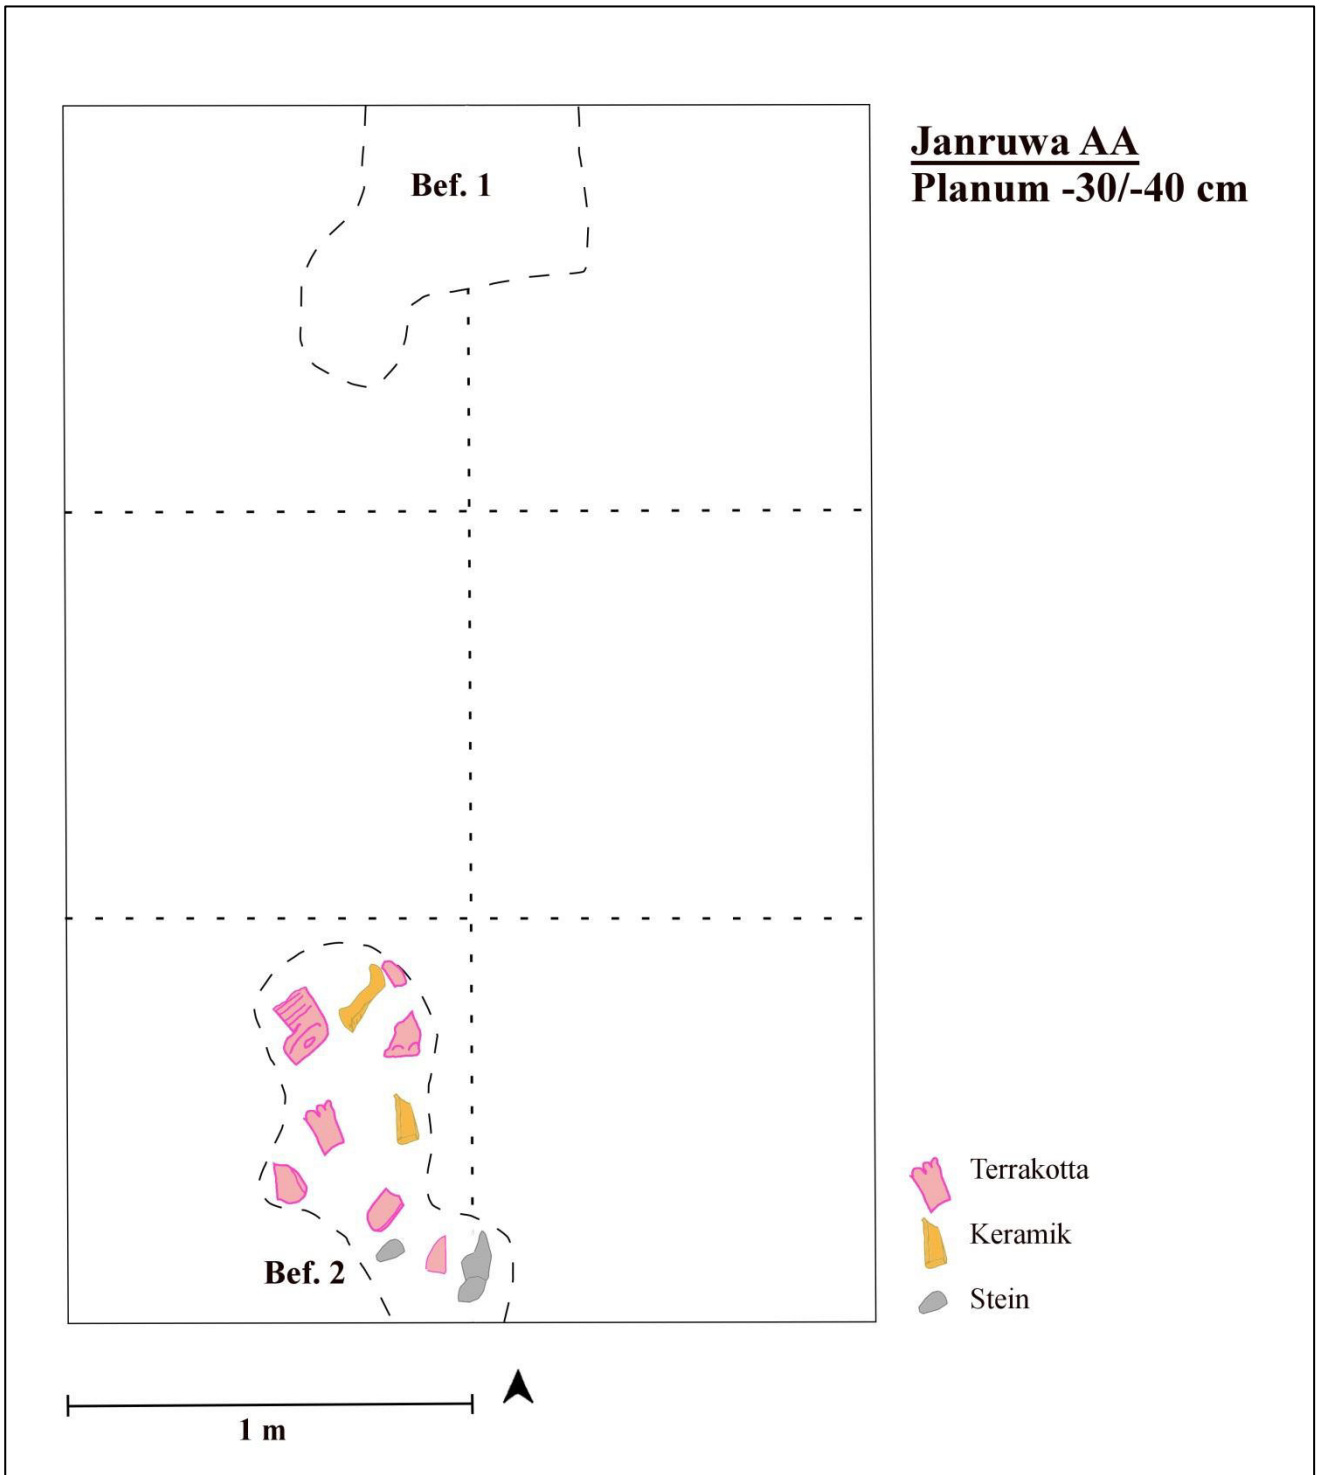 Janruwa AA
Planum -30/-40 cm
Bef. 1
Bef. 2
Terrakotta
Keramik
Stein
1 m